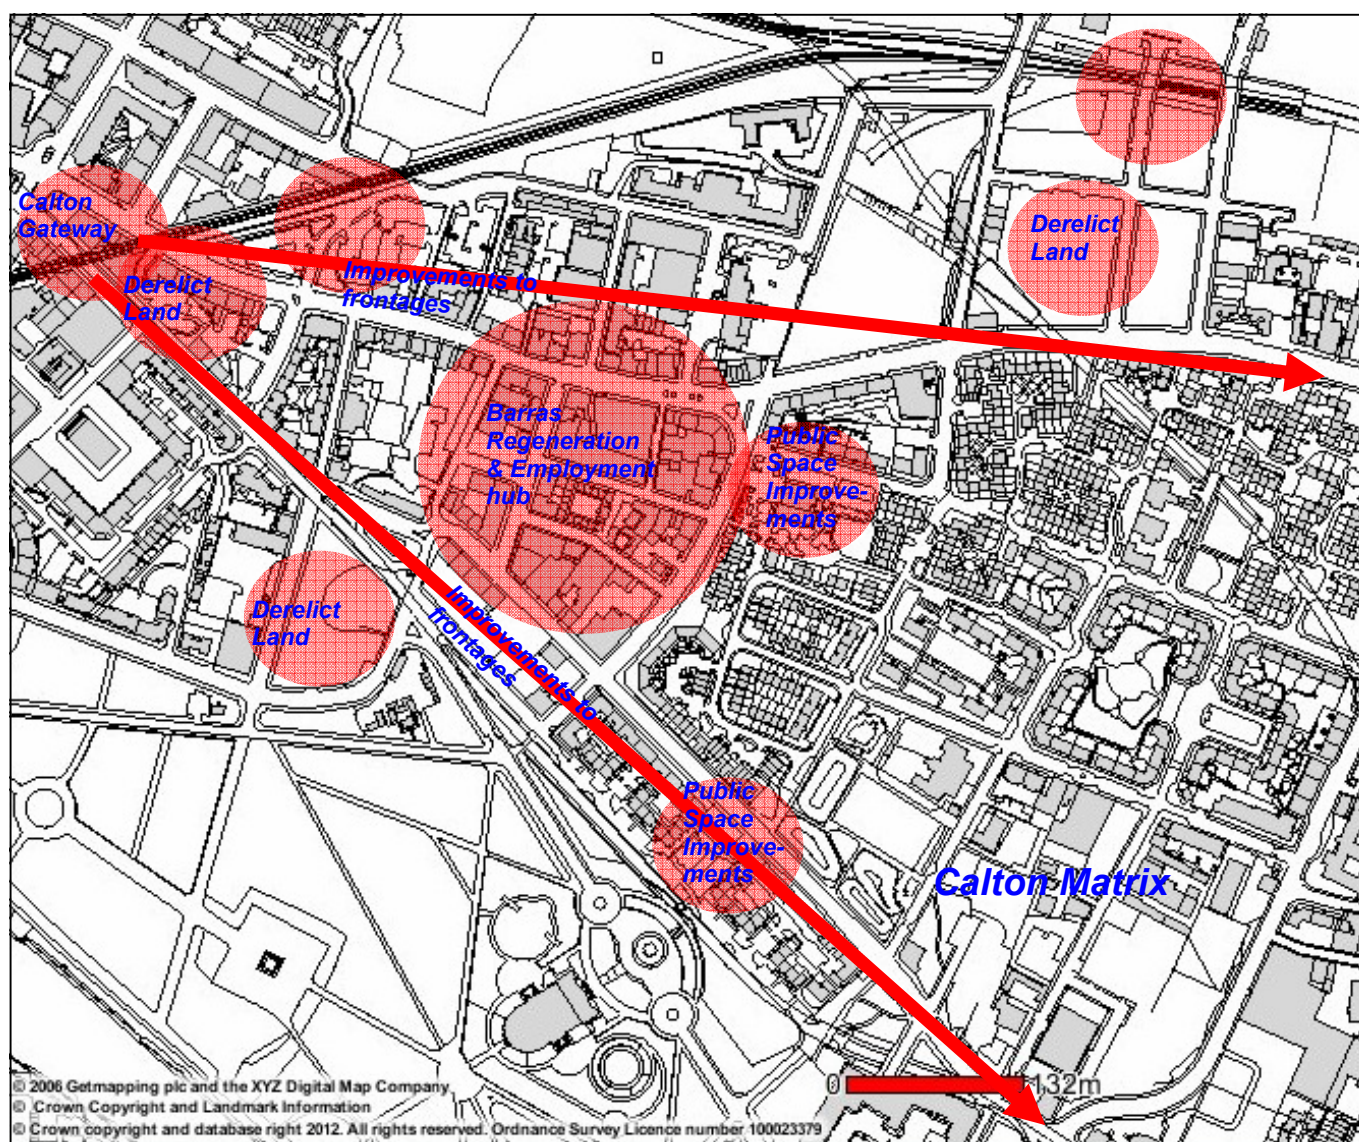 Calton
Gateway
Derelict
Land
Improvements to
frontages
Derelict
Land
Barras
Regeneration
& Employment
hub
Public
Space
Improve-
ments
Derelict
Land
Improvements to
frontages
Public
Space
Improve-
ments
Calton Matrix
0 132m
© 2006 Getmapping plc and the XYZ Digital Map Company
© Crown Copyright and Landmark Information
© Crown copyright and database right 2012. All rights reserved. Ordnance Survey Licence number 100023379